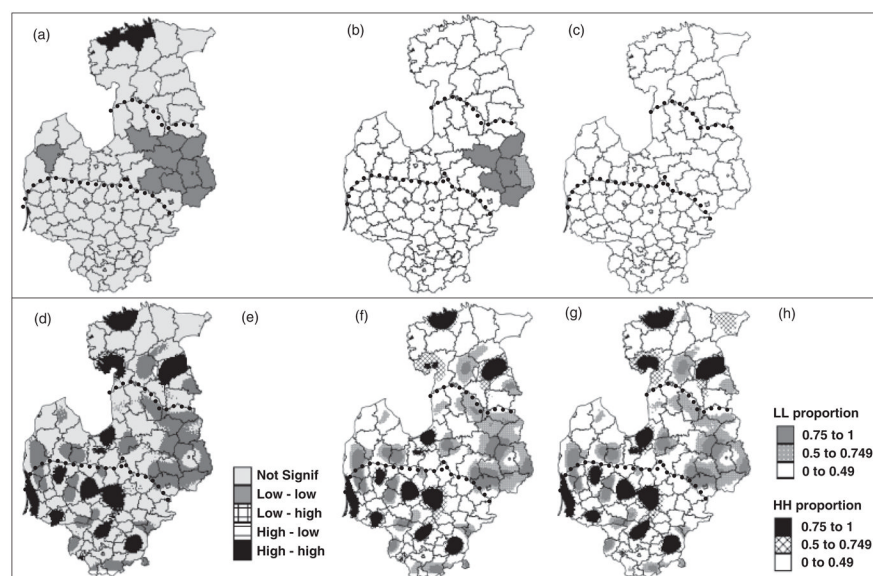 (a)
(b)
(c)
(d)
(e)
(f)
(g)
(h)
Not Signif
Low - low
Low - high
High - low
High - high
LL proportion
0.75 to 1
0.5 to 0.749
0 to 0.49
HH proportion
0.75 to 1
0.5 to 0.749
0 to 0.49